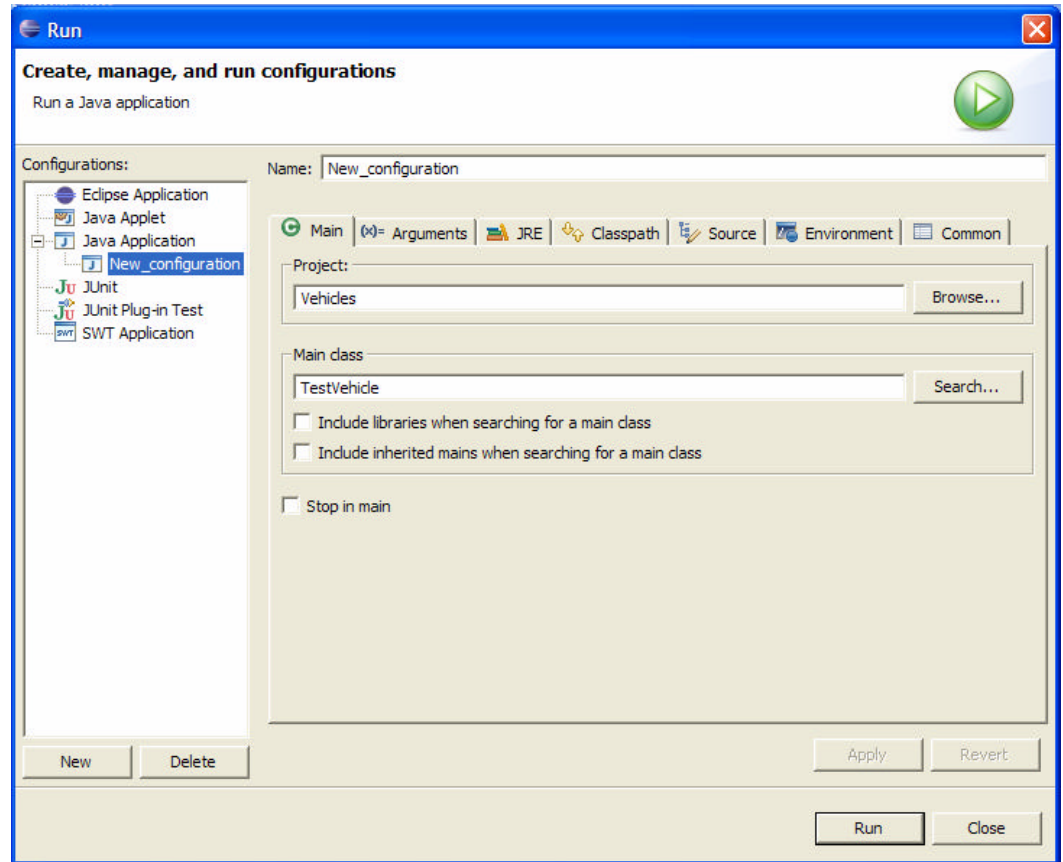 Run
Create, manage, and run configurations
Run a Java application
Configurations:
Eclipse Application
Java Applet
Java Application
New_configuration
JUnit
JUnit Plug-in Test
SWT Application
New
Delete
Name: New_configuration
Main (x)= Arguments JRE Classpath Source Environment Common
Project:
Vehicles
Browse...
Main class
TestVehicle
Search...
Include libraries when searching for a main class
Include inherited mains when searching for a main class
Stop in main
Apply
Revert
Run
Close